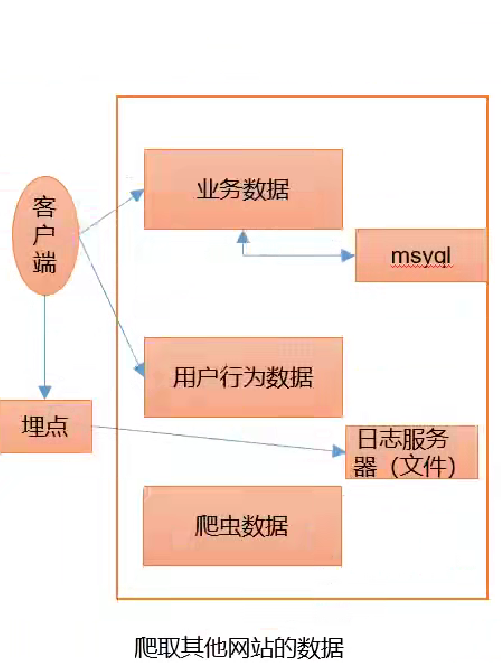 业务数据
客
户
端
msyql
用户行为数据
埋点
日志服务
器（文件）
爬虫数据
爬取其他网站的数据